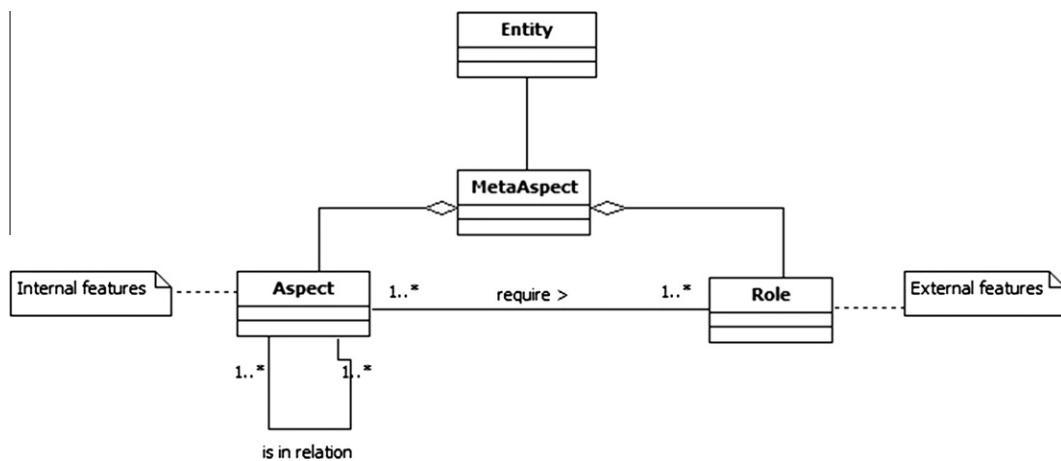 Entity
MetaAspect
Internal features
Aspect
1..*
require >
1..*
Role
External features
1..*
1..*
is in relation